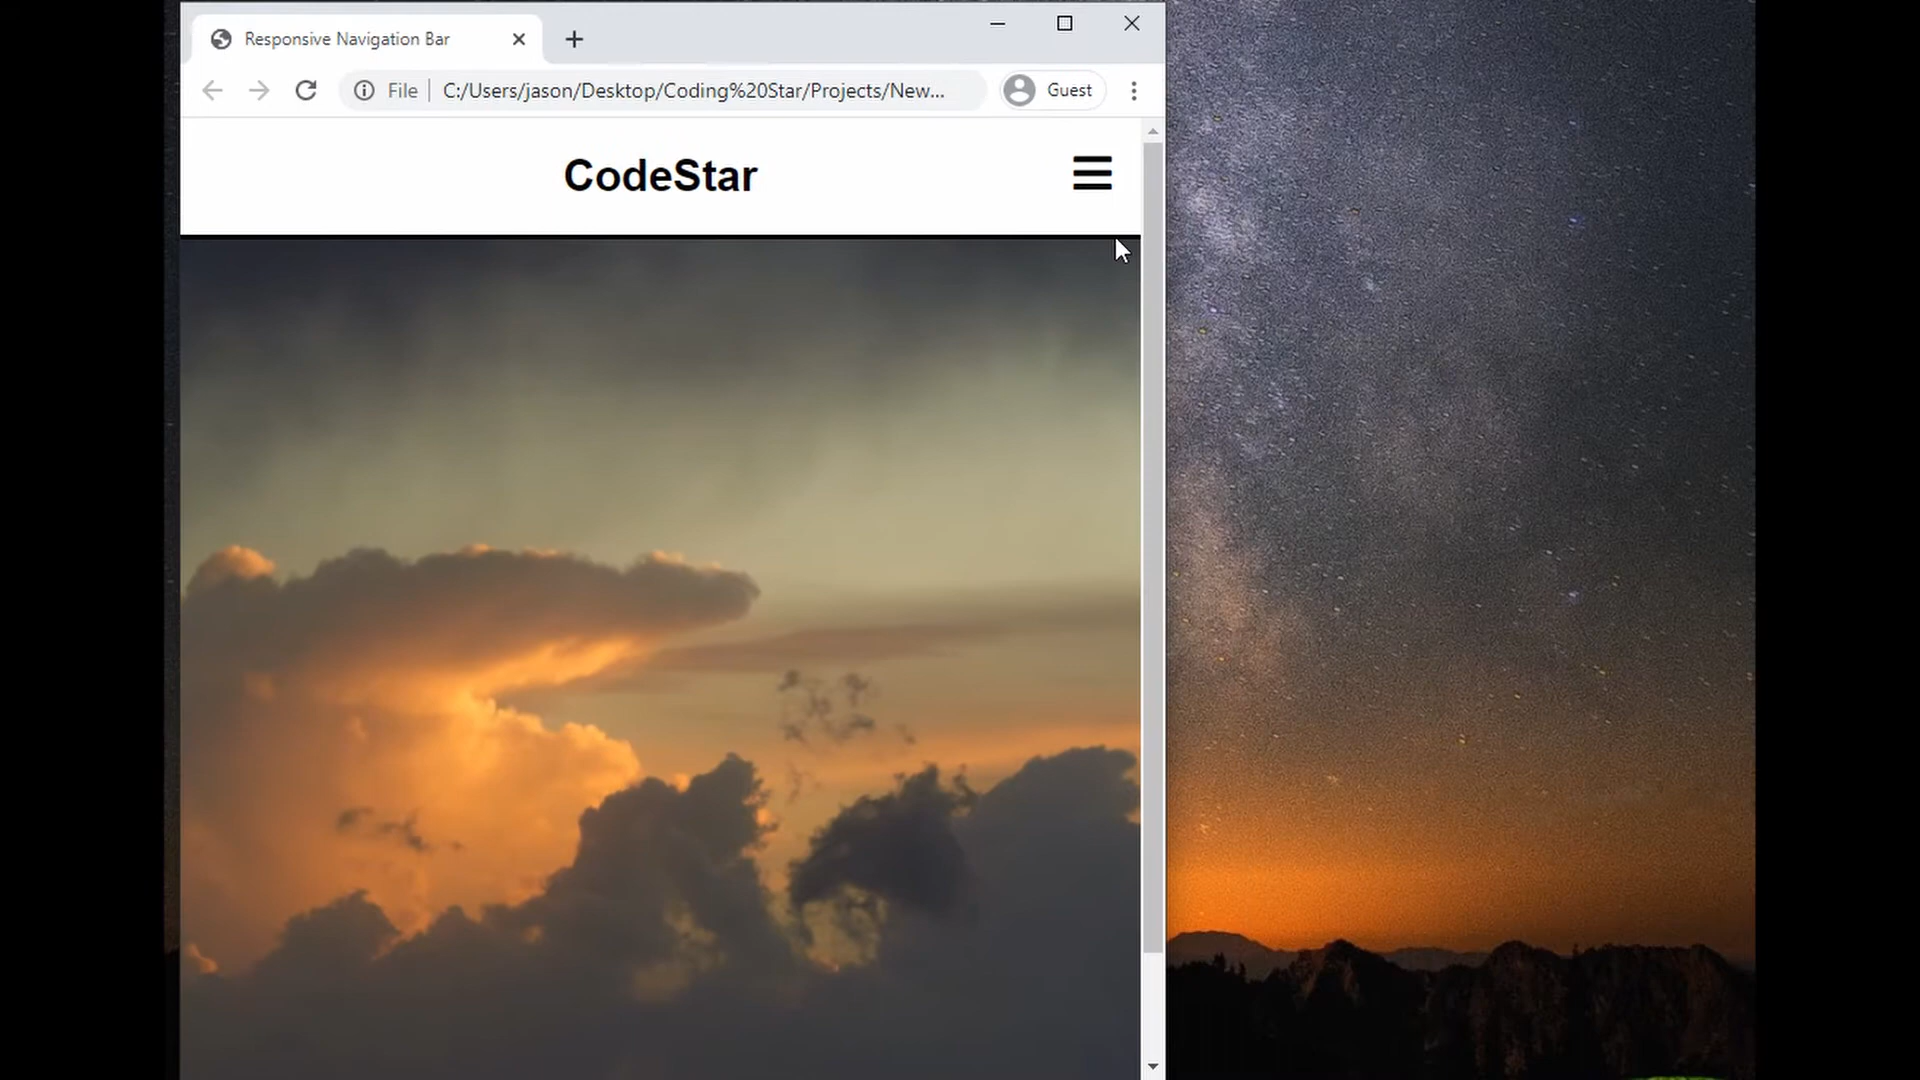 Responsive Navigation Bar
File C:/Users/jason/Desktop/Coding%20Star/Projects/New... Guest
CodeStar